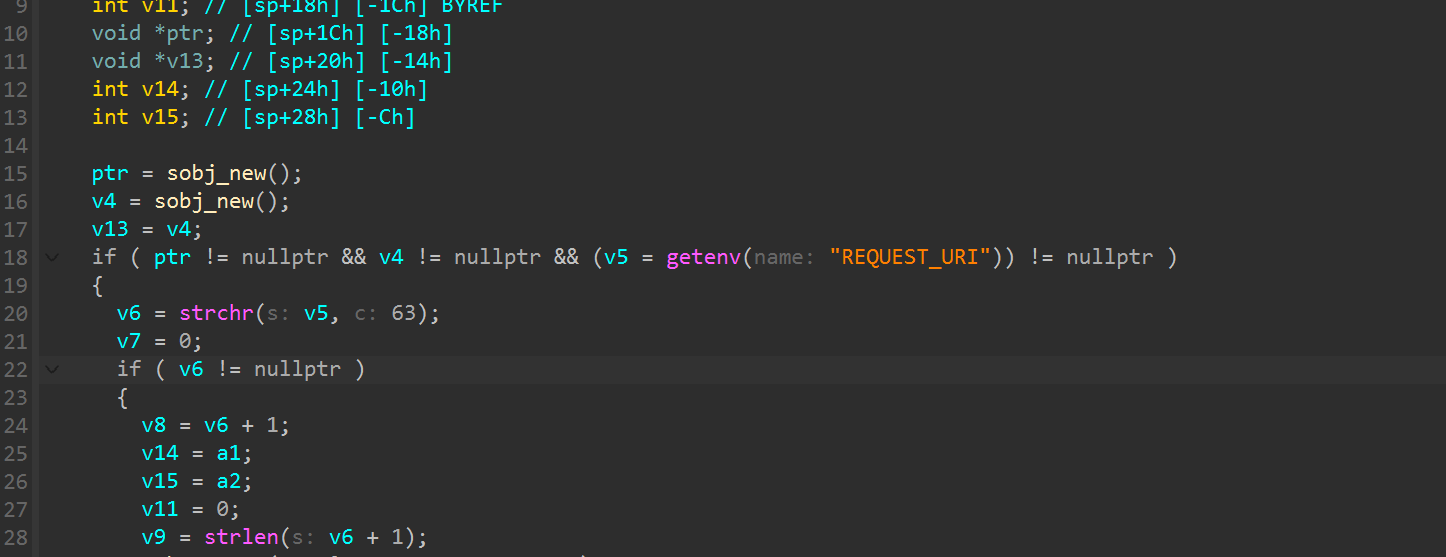 9 int v11; // [sp+18h] [-1Ch] BYREF
10 void *ptr; // [sp+1Ch] [-18h]
11 void *v13; // [sp+20h] [-14h]
12 int v14; // [sp+24h] [-10h]
13 int v15; // [sp+28h] [-Ch]
14
15 ptr = sobj_new();
16 v4 = sobj_new();
17 v13 = v4;
18 if ( ptr != nullptr && v4 != nullptr && (v5 = getenv(name: "REQUEST_URI")) != nullptr )
19 {
20 v6 = strchr(s: v5, c: 63);
21 v7 = 0;
22 if ( v6 != nullptr )
23 {
24 v8 = v6 + 1;
25 v14 = a1;
26 v15 = a2;
27 v11 = 0;
28 v9 = strlen(s: v6 + 1);